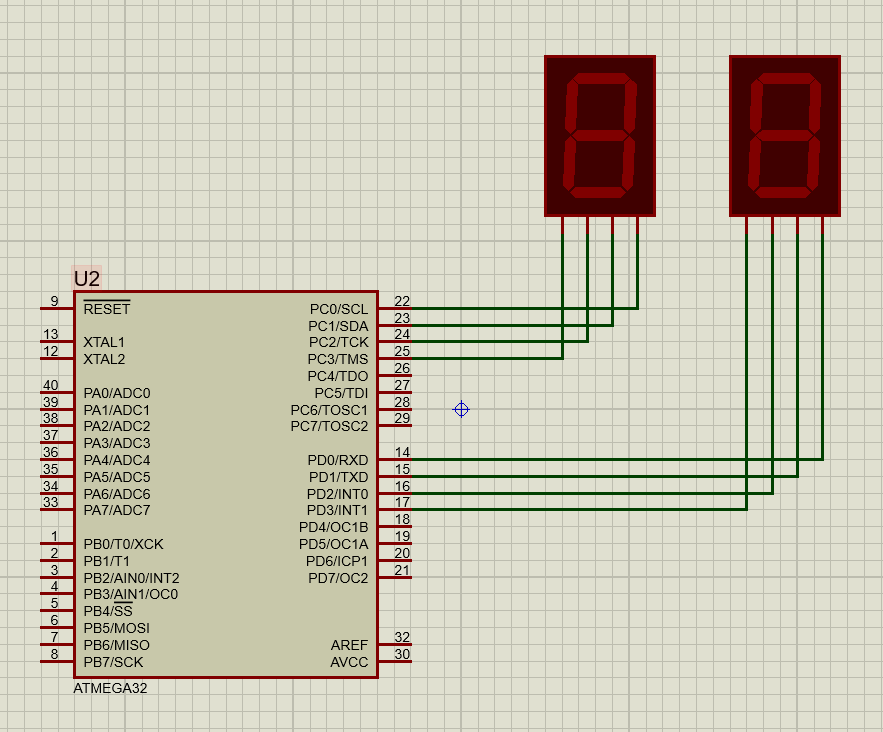 U2
9 RESET PC0/SCL 22
PC1/SDA 23
13 XTAL1 PC2/TCK 24
12 XTAL2 PC3/TMS 25
PC4/TDO 26
40 PA0/ADC0 PC5/TDI 27
39 PA1/ADC1 PC6/TOSC1 28
38 PA2/ADC2 PC7/TOSC2 29
37 PA3/ADC3
36 PA4/ADC4 PD0/RXD 14
35 PA5/ADC5 PD1/TXD 15
34 PA6/ADC6 PD2/INT0 16
33 PA7/ADC7 PD3/INT1 17
PD4/OC1B 18
1 PB0/T0/XCK PD5/OC1A 19
2 PB1/T1 PD6/ICP1 20
3 PB2/AIN0/INT2 PD7/OC2 21
4 PB3/AIN1/OC0
5 PB4/SS
6 PB5/MOSI
7 PB6/MISO AREF 32
8 PB7/SCK AVCC 30
ATMEGA32